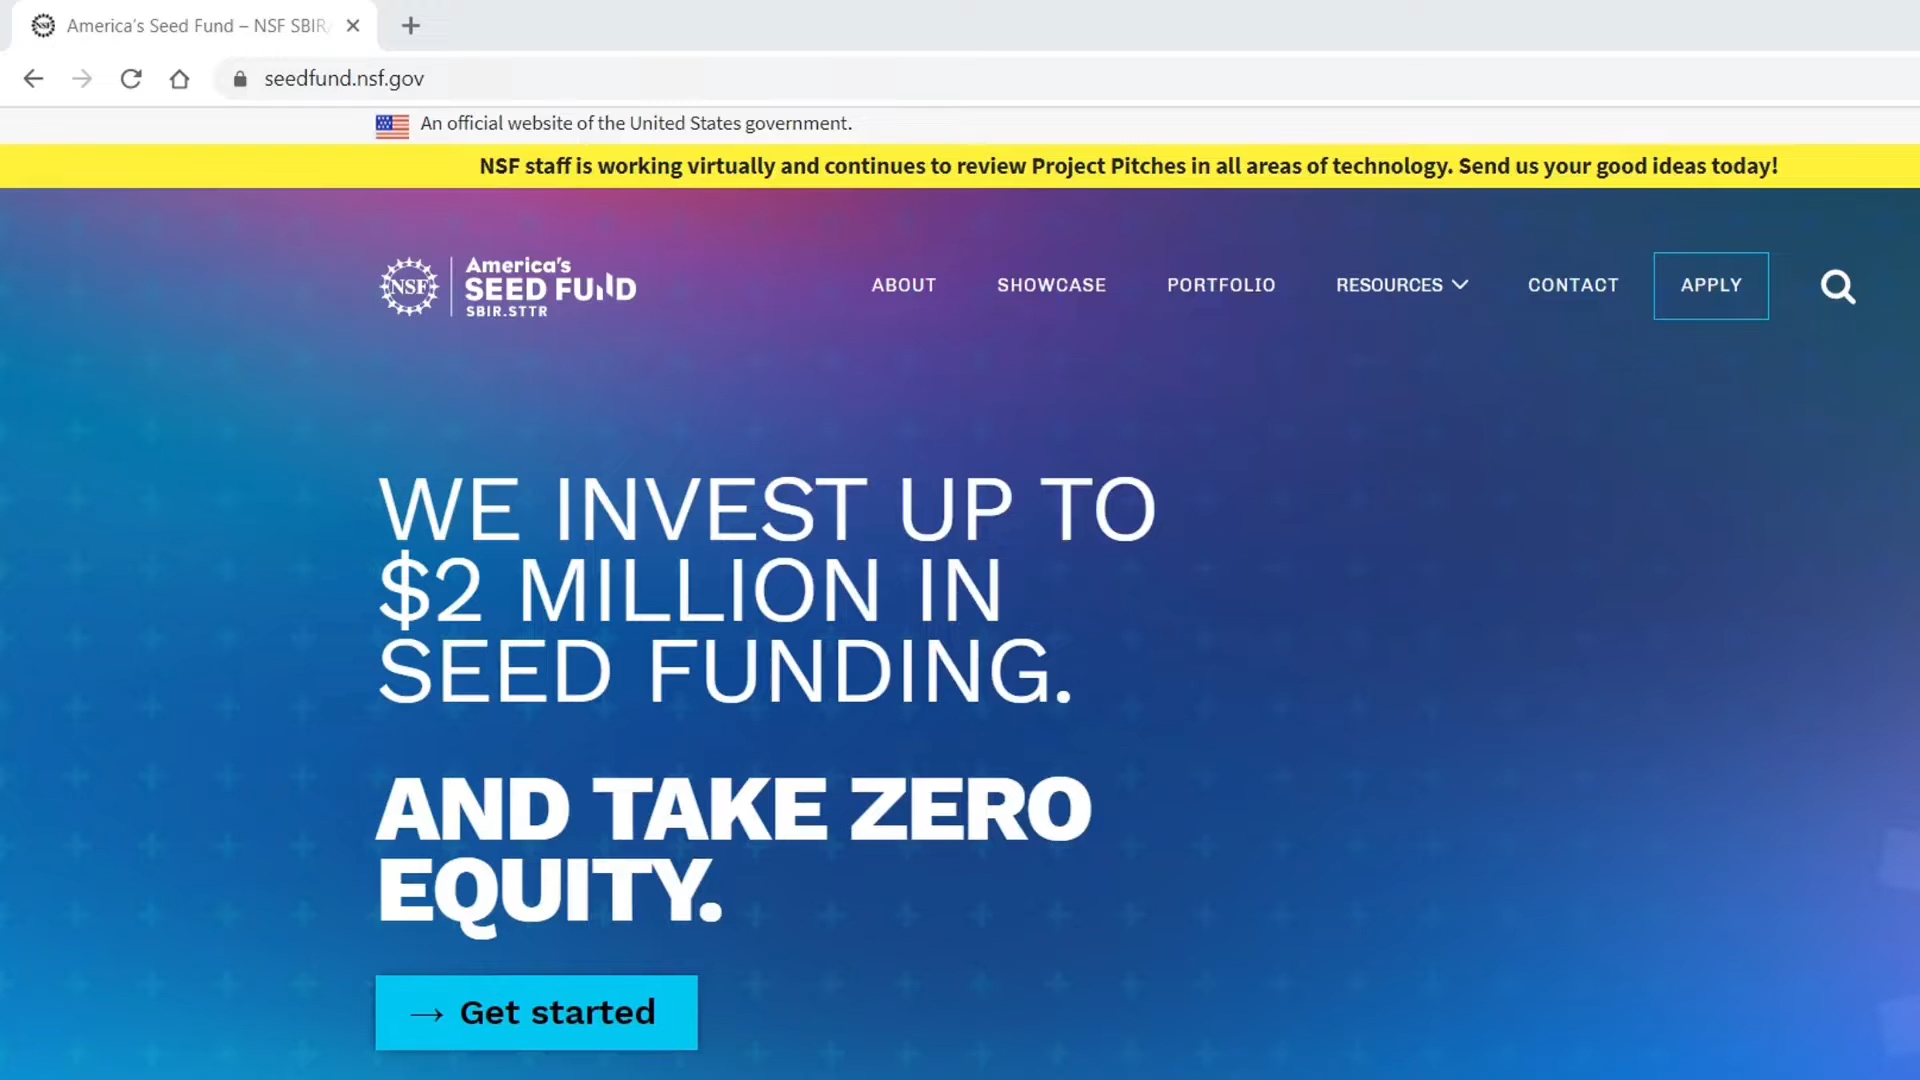 America's Seed Fund – NSF SBIR
seedfund.nsf.gov
An official website of the United States government.
NSF staff is working virtually and continues to review Project Pitches in all areas of technology. Send us your good ideas today!
NSF
America's
SEED FUND
SBIR.STTR
ABOUT
SHOWCASE
PORTFOLIO
RESOURCES
CONTACT
APPLY
WE INVEST UP TO
$2 MILLION IN
SEED FUNDING.
AND TAKE ZERO
EQUITY.
→ Get started